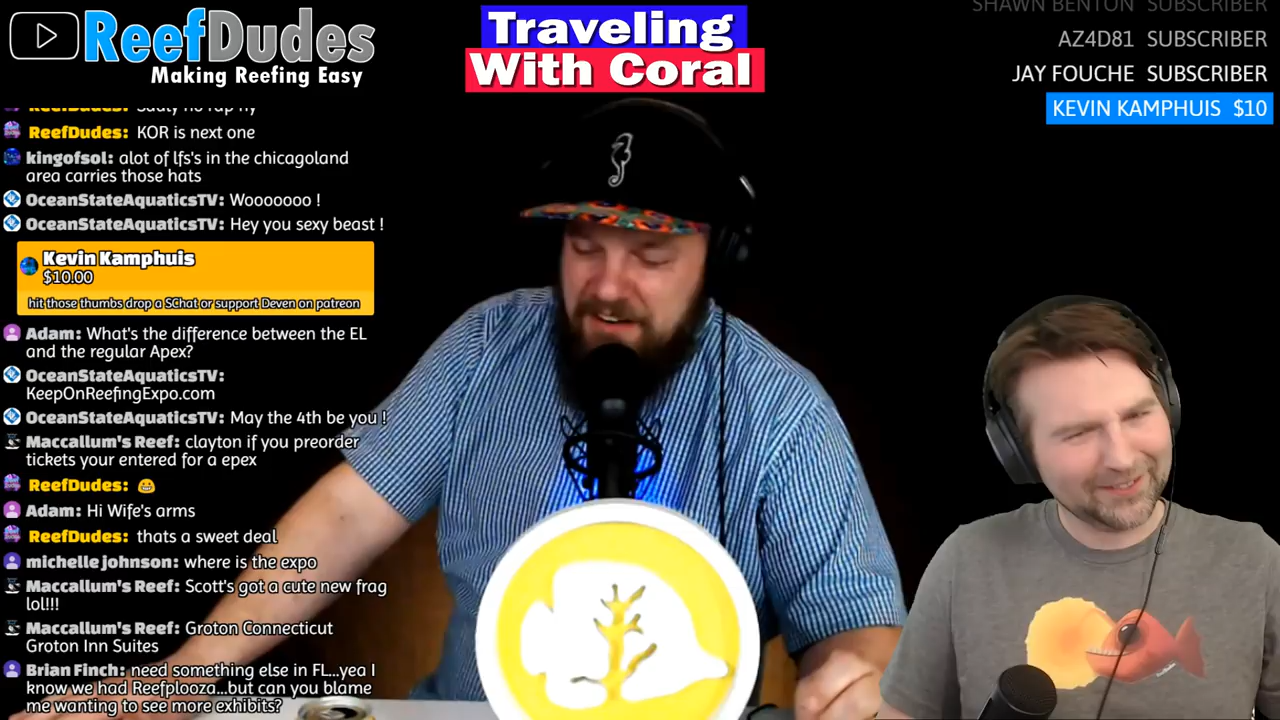 ReefDudes
Making Reefing Easy
Traveling
With Coral
SHAWN BENTON SUBSCRIBER
AZ4D81 SUBSCRIBER
JAY FOUCHE SUBSCRIBER
KEVIN KAMPHUIS $10
ReefDudes:
ReefDudes: KOR is next one
kingofsol: alot of lfs's in the chicagoland
area carries those hats
OceanStateAquaticsTV: Wooooooo !
OceanStateAquaticsTV: Hey you sexy beast !
Kevin Kamphuis
$10.00
hit those thumbs drop a SChat or support Deven on patreon
Adam: What's the difference between the EL
and the regular Apex?
OceanStateAquaticsTV:
KeepOnReefingExpo.com
OceanStateAquaticsTV: May the 4th be you !
Maccallum's Reef: clayton if you preorder
tickets your entered for a epex
ReefDudes: 😁
Adam: Hi Wife's arms
ReefDudes: thats a sweet deal
michelle johnson: where is the expo
Maccallum's Reef: Scott's got a cute new frag
lol!!!
Maccallum's Reef: Groton Connecticut
Groton Inn Suites
Brian Finch: need something else in FL...yea I
know we had Reefplooza...but can you blame
me wanting to see more exhibits?